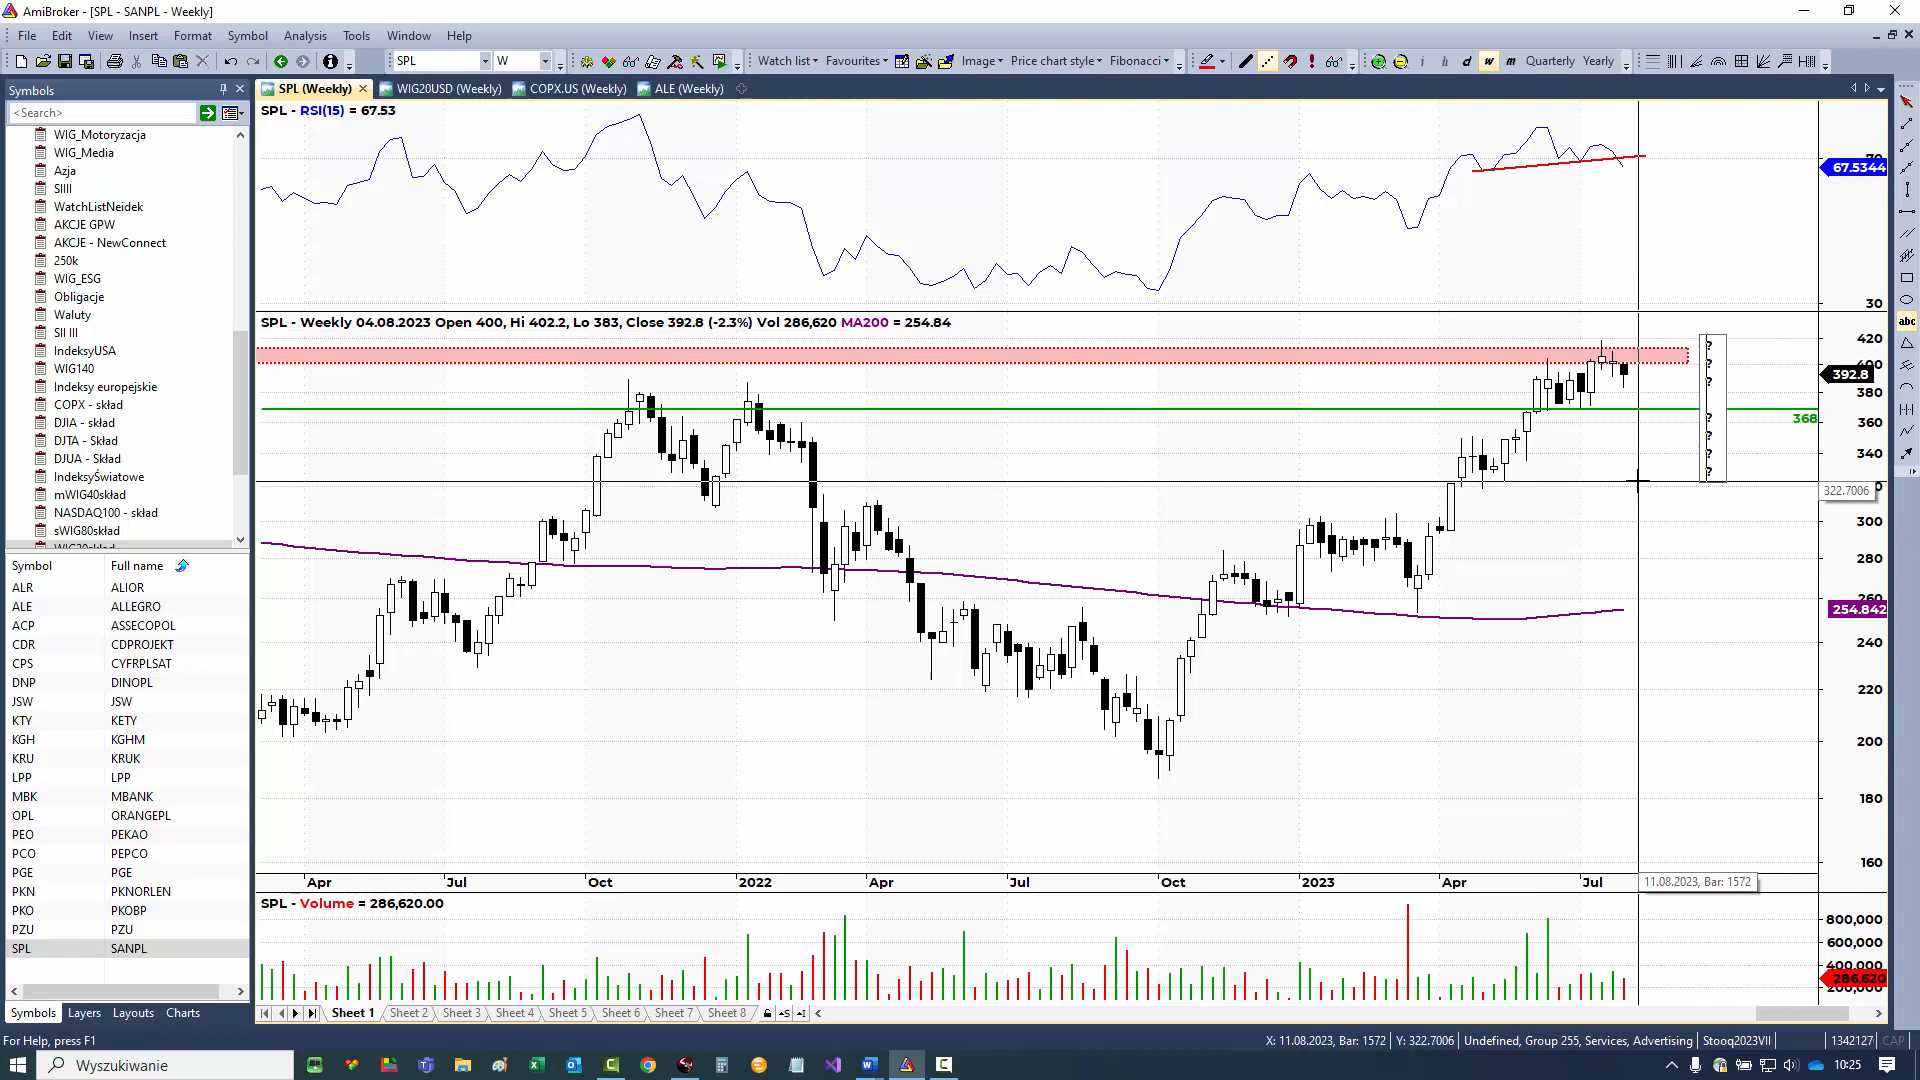 AmiBroker - [SPL - SANPL - Weekly]
File Edit View Insert Format Symbol Analysis Tools Window Help
SPL W Watch list Favourites Image Price chart style Fibonacci i h d w m Quarterly Yearly
Symbols
SPL (Weekly) WIG20USD (Weekly) COPX.US (Weekly) ALE (Weekly)
<Search>
WIG_Motoryzacja
WIG_Media
Azja
SIIII
WatchListNeidek
AKCJE GPW
AKCJE - NewConnect
250k
WIG_ESG
Obligacje
Waluty
SII III
IndeksyUSA
WIG140
Indeksy europejskie
COPX - skład
DJIA - skład
DJTA - Skład
DJUA - Skład
IndeksyŚwiatowe
mWIG40skład
NASDAQ100 - skład
sWIG80skład
WIG20skład
Symbol Full name
ALR ALIOR
ALE ALLEGRO
ACP ASSECOPOL
CDR CDPROJEKT
CPS CYFRPLSAT
DNP DINOPL
JSW JSW
KTY KETY
KGH KGHM
KRU KRUK
LPP LPP
MBK MBANK
OPL ORANGEPL
PEO PEKAO
PCO PEPCO
PGE PGE
PKN PKNORLEN
PKO PKOBP
PZU PZU
SPL SANPL
Symbols Layers Layouts Charts
SPL - RSI(15) = 67.53
70
67.5344
30
SPL - Weekly 04.08.2023 Open 400, Hi 402.2, Lo 383, Close 392.8 (-2.3%) Vol 286,620 MA200 = 254.84
420
400
392.8
380
368
360
340
322.7006
300
280
260
254.842
240
220
200
180
160
?
?
?
?
?
?
?
Apr Jul Oct 2022 Apr Jul Oct 2023 Apr Jul
11.08.2023, Bar: 1572
SPL - Volume = 286,620.00
800,000
600,000
400,000
286,620
200,000
Sheet 1 Sheet 2 Sheet 3 Sheet 4 Sheet 5 Sheet 6 Sheet 7 Sheet 8
abc
For Help, press F1
X: 11.08.2023, Bar: 1572 Y: 322.7006 Undefined, Group 255, Services, Advertising Stooq2023VII 1342127 CAP
Wyszukiwanie
10:25